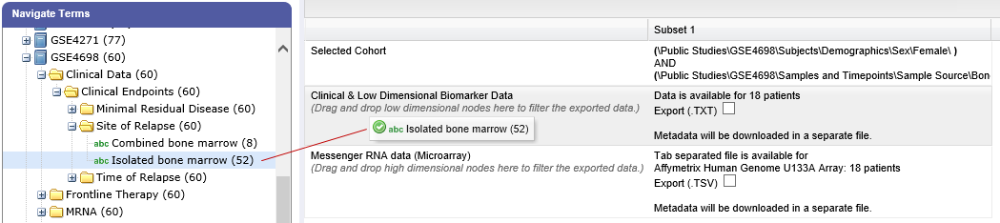 Navigate Terms
GSE4271 (77)
GSE4698 (60)
Clinical Data (60)
Clinical Endpoints (60)
Minimal Residual Disease (60)
Site of Relapse (60)
abc Combined bone marrow (8)
abc Isolated bone marrow (52)
Time of Relapse (60)
Frontline Therapy (60)
MRNA (60)
Subset 1
Selected Cohort
(\Public Studies\GSE4698\Subjects\Demographics\Sex\Female\ )
AND
(\Public Studies\GSE4698\Samples and Timepoints\Sample Source\Bon
Clinical & Low Dimensional Biomarker Data
(Drag and drop low dimensional nodes here to filter the exported data.)
abc Isolated bone marrow (52)
Data is available for 18 patients
Export (.TXT)
Metadata will be downloaded in a separate file.
Messenger RNA data (Microarray)
(Drag and drop high dimensional nodes here to filter the exported data.)
Tab separated file is available for
Affymetrix Human Genome U133A Array: 18 patients
Export (.TSV)
Metadata will be downloaded in a separate file.